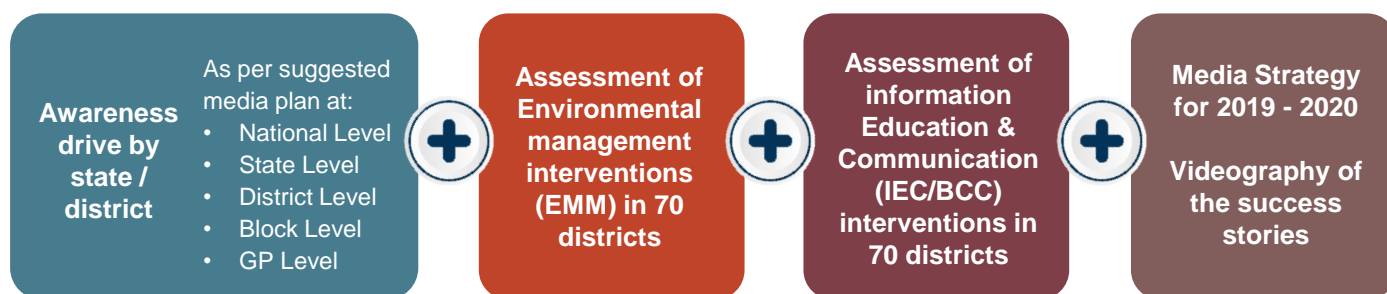 Awareness
drive by
state /
district
As per suggested
media plan at:
• National Level
• State Level
• District Level
• Block Level
• GP Level
Assessment of
Environmental
management
interventions
(EMM) in 70
districts
Assessment of
information
Education &
Communication
(IEC/BCC)
interventions in
70 districts
Media Strategy
for 2019 - 2020
Videography of
the success
stories